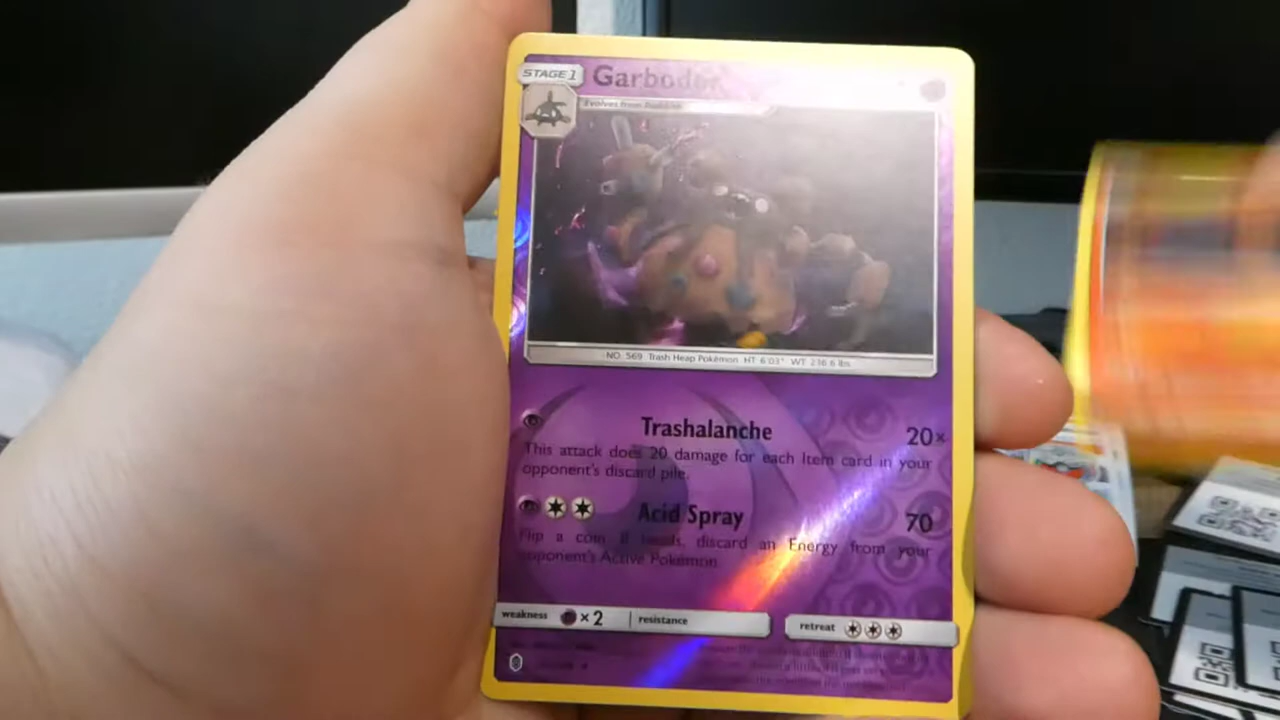 STAGE 1 Garbodor
Evolves from Trubbish
NO. 569 Trash Heap Pokémon HT: 6'03" WT: 236.6 lbs
Trashalanche 20×
This attack does 20 damage for each Item card in your
opponent's discard pile.
Acid Spray 70
Flip a coin. If heads, discard an Energy from your
opponent's Active Pokémon.
weakness ×2 resistance retreat